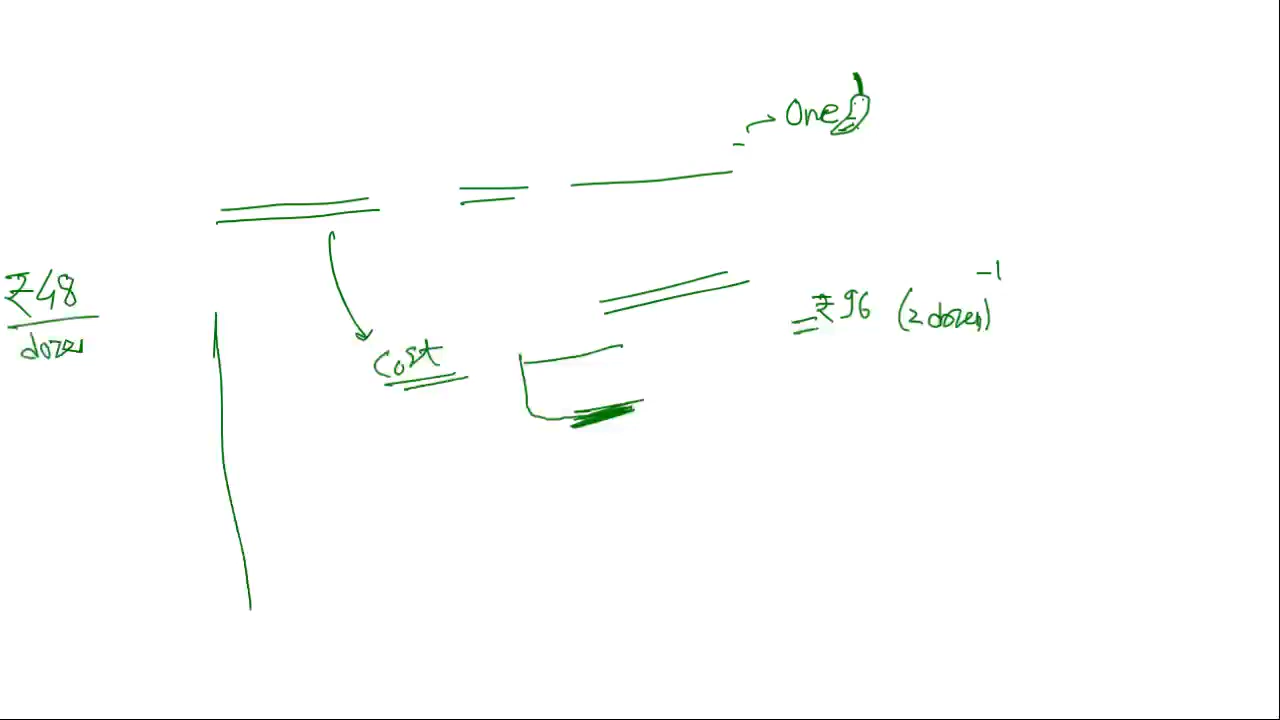 One
₹48
dozen
cost
= ₹96 (2 dozen)⁻¹